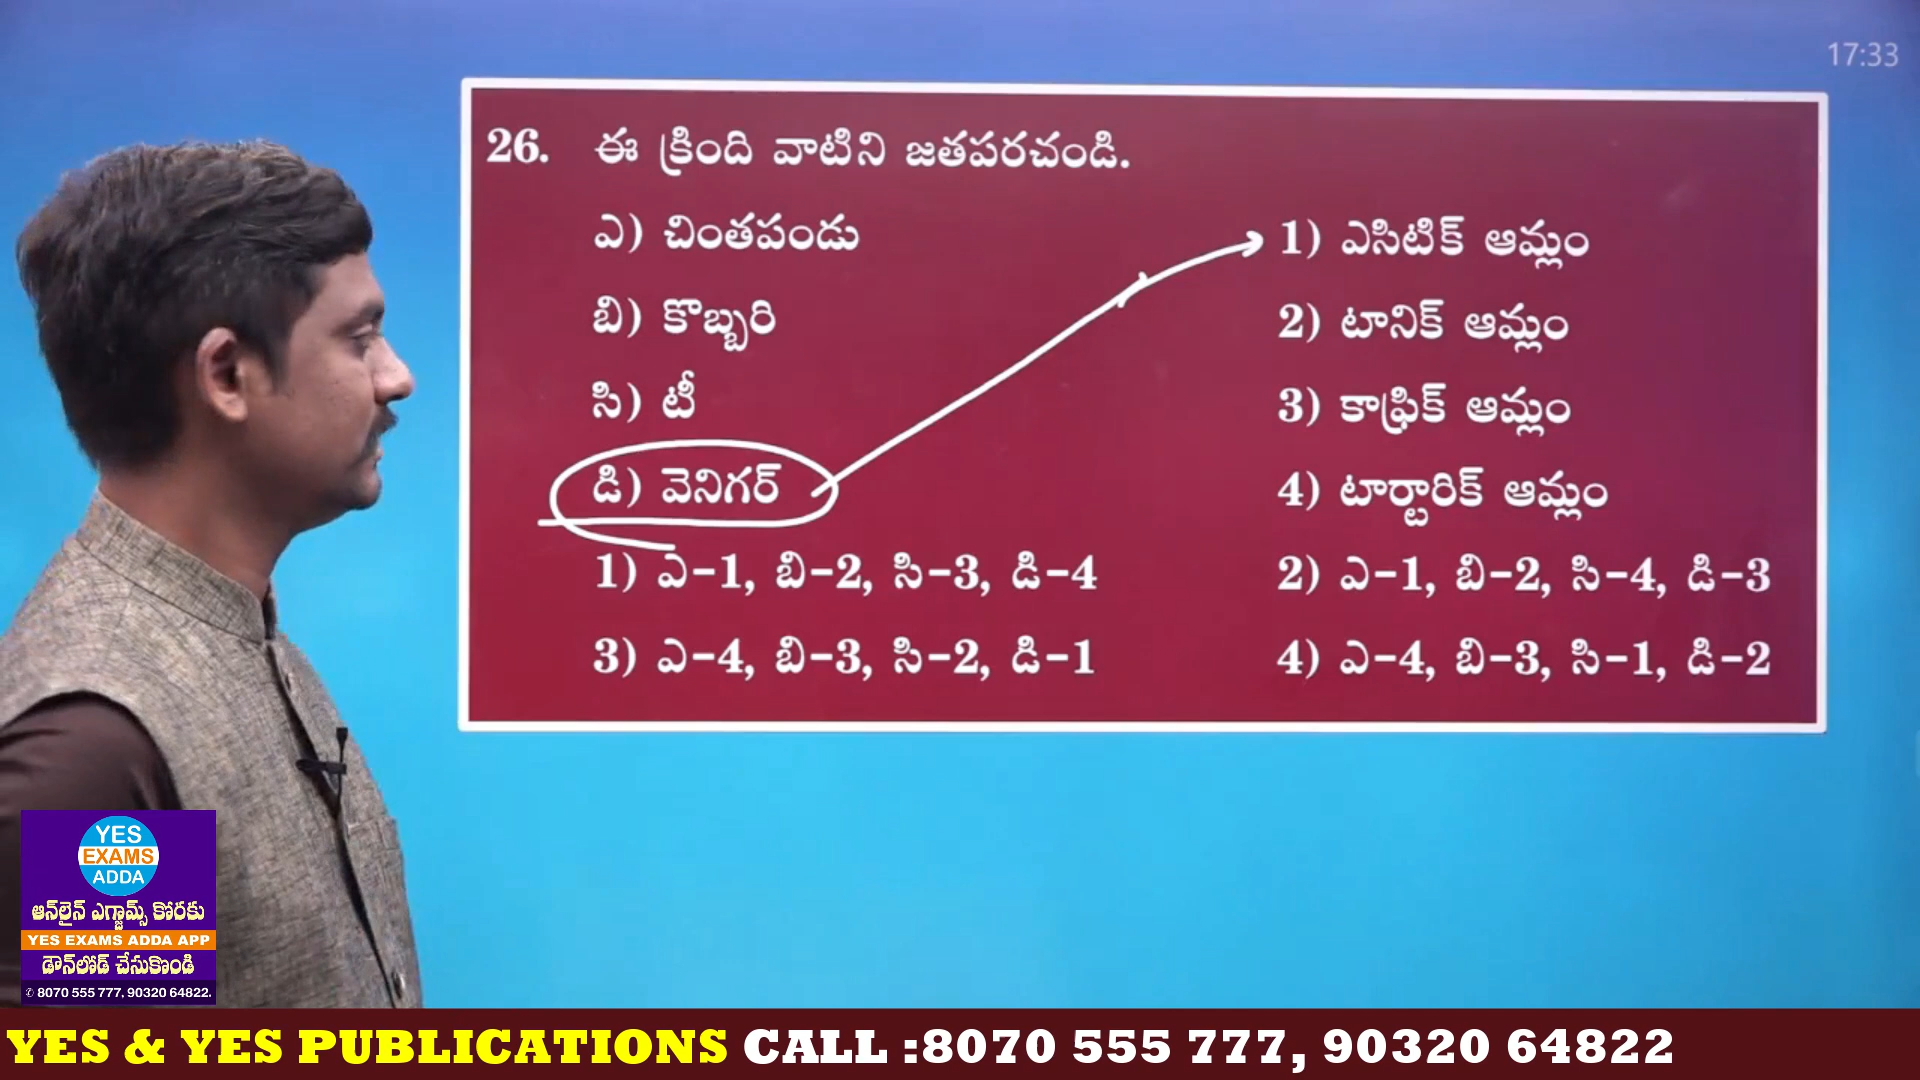 17:33
26. ఈ క్రింది వాటిని జతపరచండి.
ఎ) చింతపండు 1) ఎసిటిక్ ఆమ్లం
బి) కొబ్బరి 2) టానిక్ ఆమ్లం
సి) టీ 3) కాఫ్రిక్ ఆమ్లం
డి) వెనిగర్ 4) టార్టారిక్ ఆమ్లం
1) ఎ-1, బి-2, సి-3, డి-4 2) ఎ-1, బి-2, సి-4, డి-3
3) ఎ-4, బి-3, సి-2, డి-1 4) ఎ-4, బి-3, సి-1, డి-2
YES
EXAMS
ADDA
ఆన్‌లైన్ ఎగ్జామ్స్ కోరకు
YES EXAMS ADDA APP
డౌన్‌లోడ్ చేసుకొండి
✆ 8070 555 777, 90320 64822.
YES & YES PUBLICATIONS CALL :8070 555 777, 90320 64822